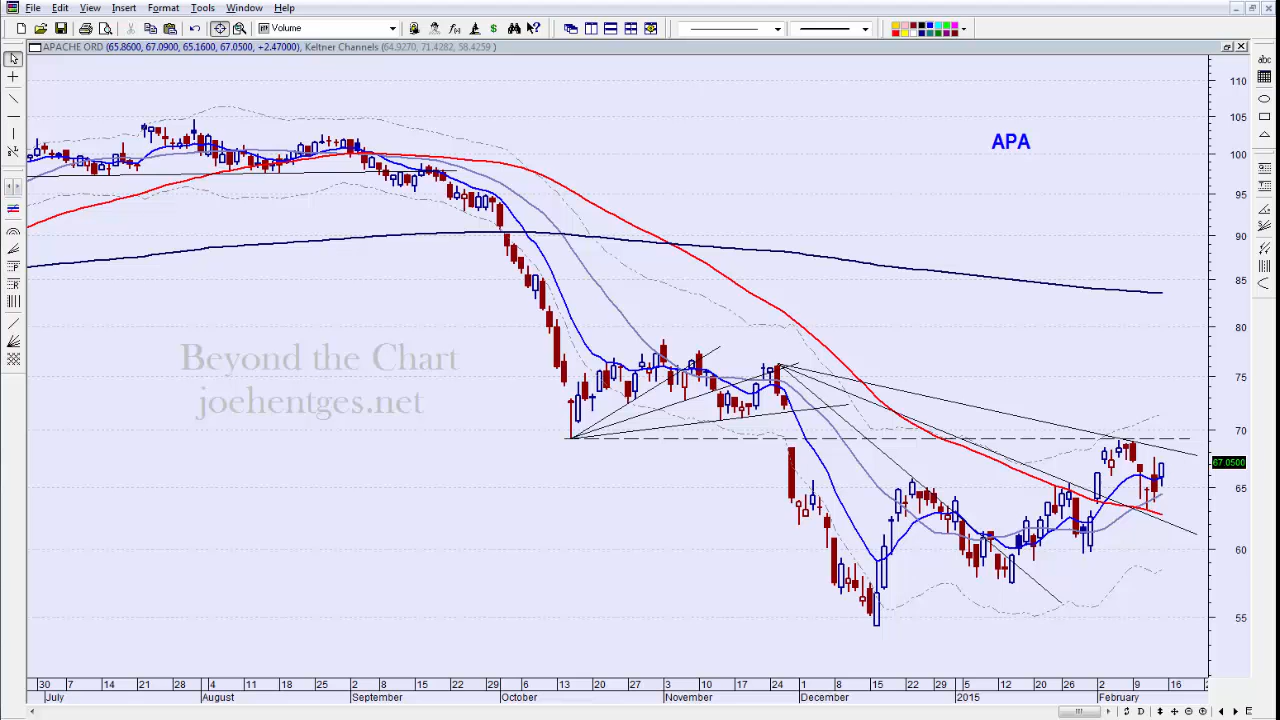 File Edit View Insert Format Tools Window Help
Volume
APACHE ORD (65.8600, 67.0900, 65.1600, 67.0500, +2.47000), Keltner Channels (64.9270, 71.4282, 58.4259 )
abc
110
105
APA
100
95
90
85
80
Beyond the Chart
75
joehentges.net
70
67.0500
65
60
55
30 7 14 21 28 4 11 18 25 2 8 15 22 29 6 13 20 27 3 10 17 24 1 8 15 22 29 5 12 20 26 2 9 16
July August September October November December 2015 February
D